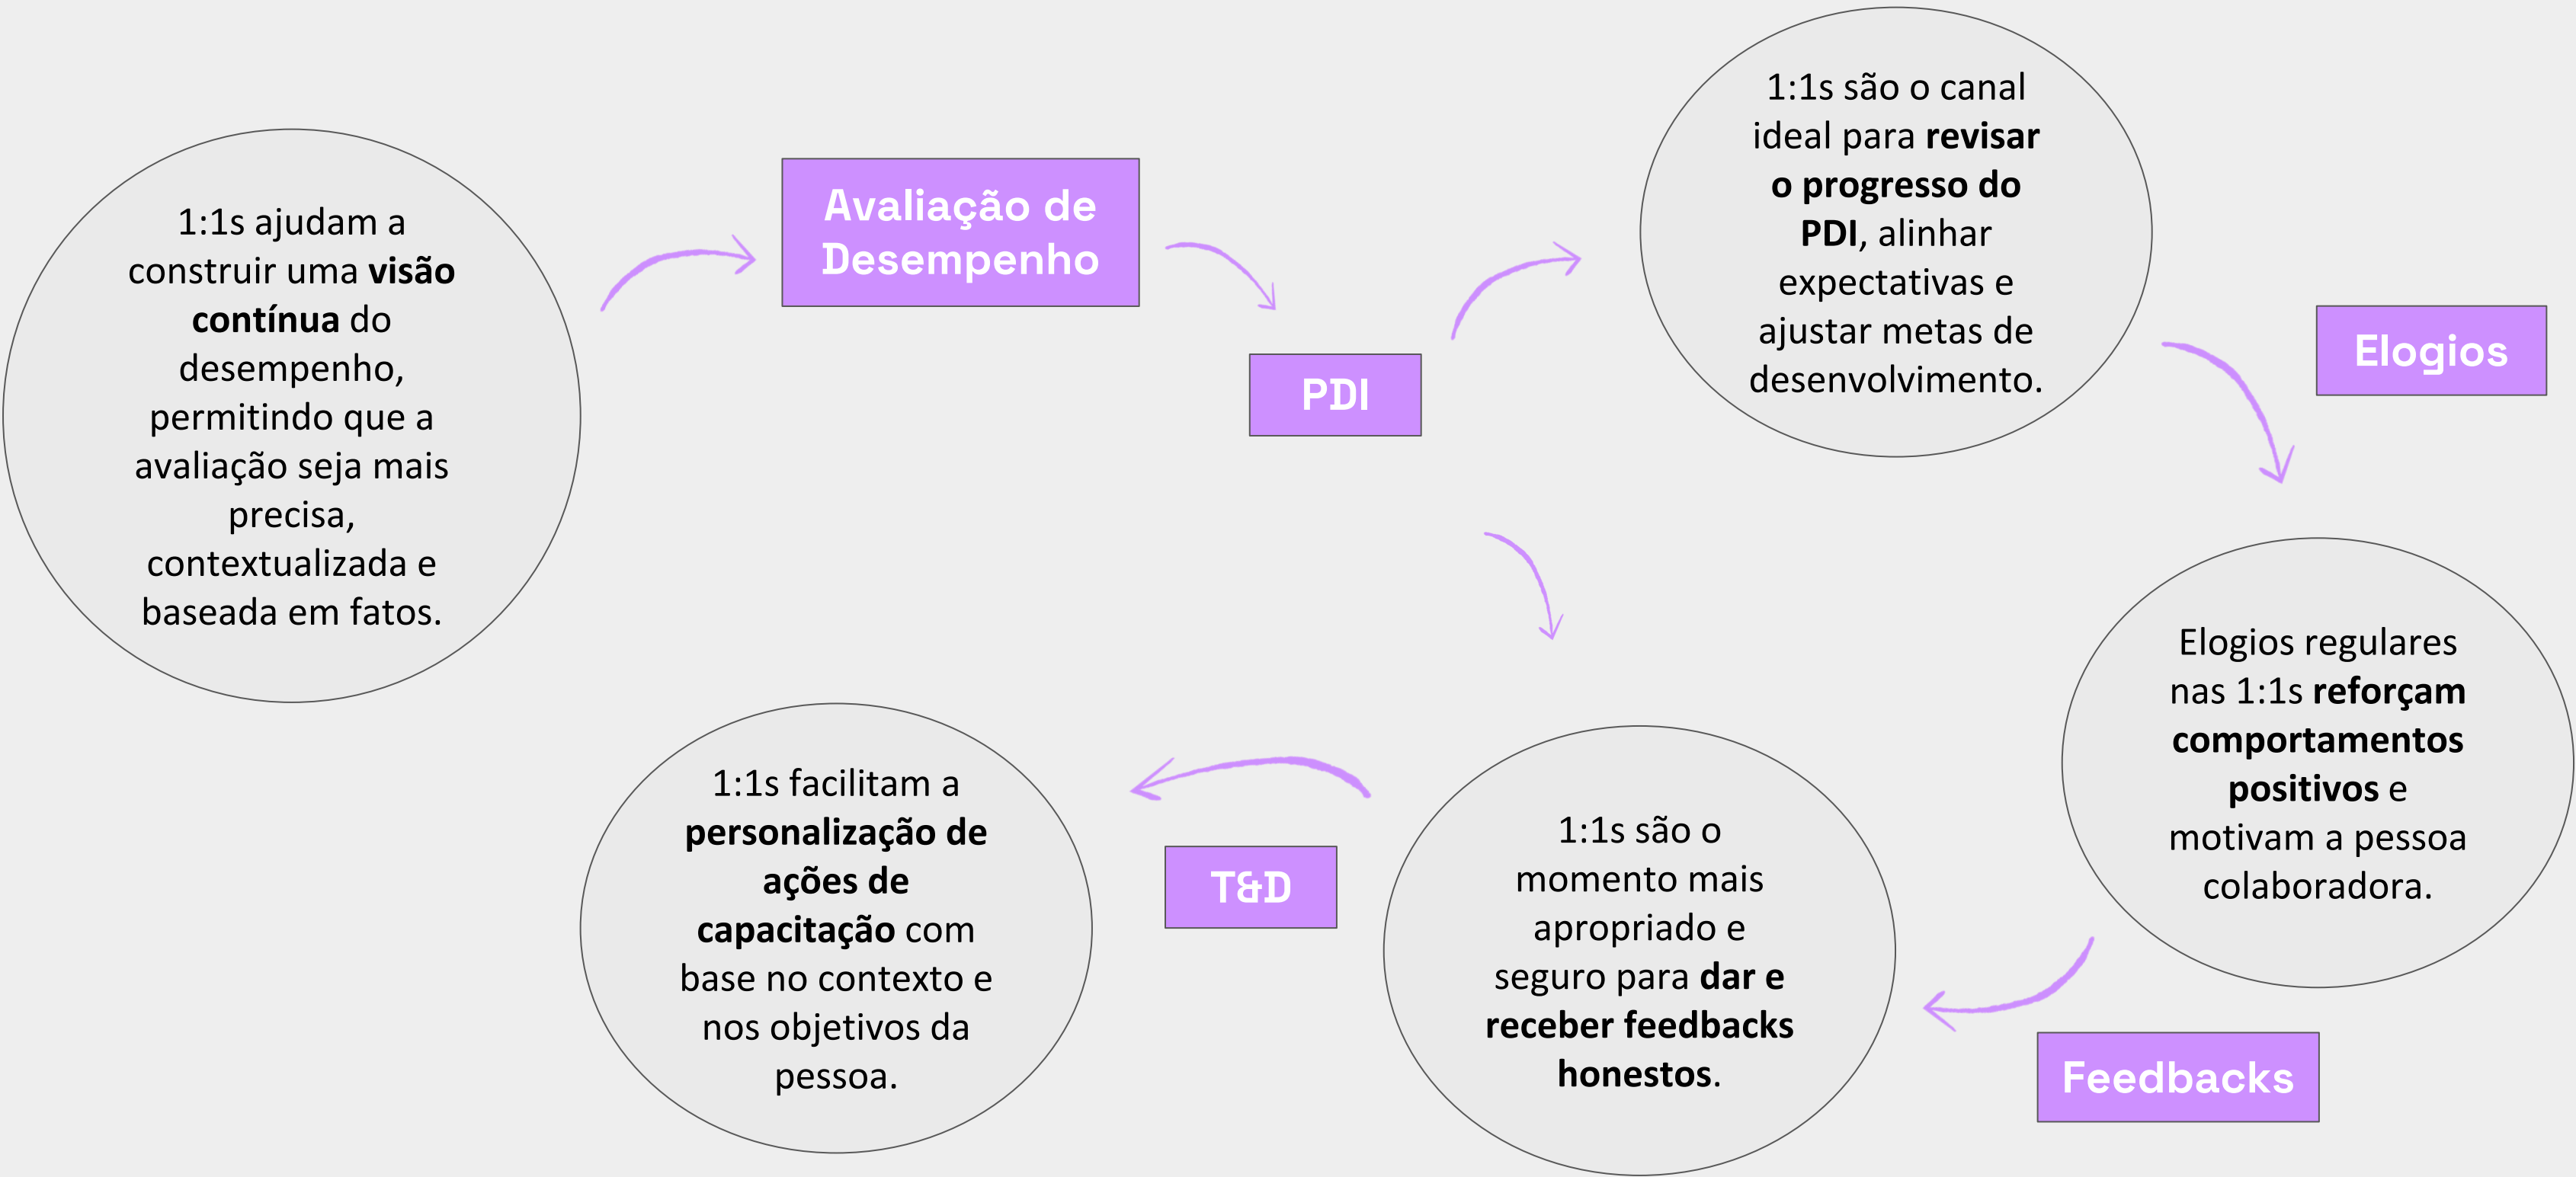 1:1s ajudam a
construir uma visão
contínua do
desempenho,
permitindo que a
avaliação seja mais
precisa,
contextualizada e
baseada em fatos.
Avaliação de
Desempenho
PDI
1:1s são o canal
ideal para revisar
o progresso do
PDI, alinhar
expectativas e
ajustar metas de
desenvolvimento.
Elogios
Elogios regulares
nas 1:1s reforçam
comportamentos
positivos e
motivam a pessoa
colaboradora.
Feedbacks
1:1s são o
momento mais
apropriado e
seguro para dar e
receber feedbacks
honestos.
T&D
1:1s facilitam a
personalização de
ações de
capacitação com
base no contexto e
nos objetivos da
pessoa.